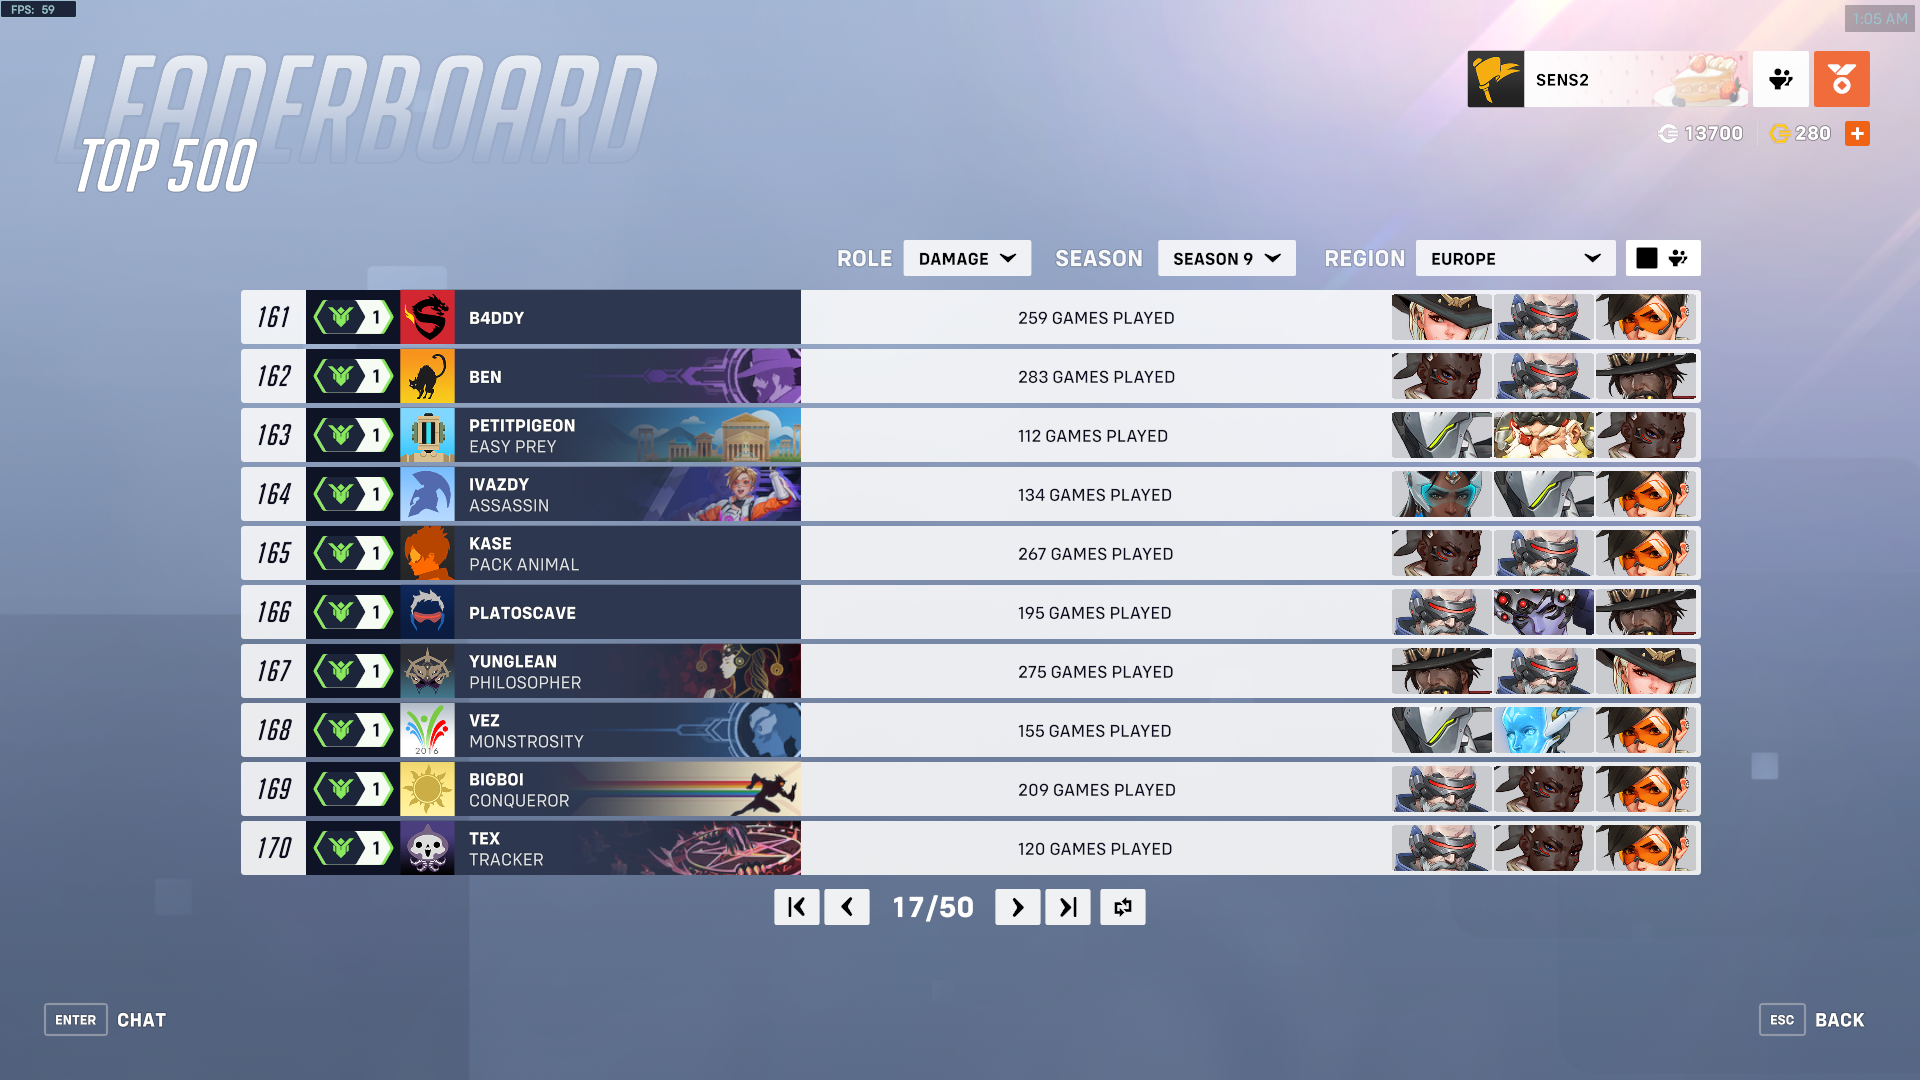 FPS: 59
1:05 AM
LEADERBOARD
TOP 500
SENS2
13700
280
ROLE DAMAGE SEASON SEASON 9 REGION EUROPE
161 1 B4DDY 259 GAMES PLAYED
162 1 BEN 283 GAMES PLAYED
163 1 PETITPIGEON 112 GAMES PLAYED
EASY PREY
164 1 IVAZDY 134 GAMES PLAYED
ASSASSIN
165 1 KASE 267 GAMES PLAYED
PACK ANIMAL
166 1 PLATOSCAVE 195 GAMES PLAYED
167 1 YUNGLEAN 275 GAMES PLAYED
PHILOSOPHER
168 1 VEZ 155 GAMES PLAYED
MONSTROSITY
2016
169 1 BIGBOI 209 GAMES PLAYED
CONQUEROR
170 1 TEX 120 GAMES PLAYED
TRACKER
17/50
ENTER CHAT
ESC BACK